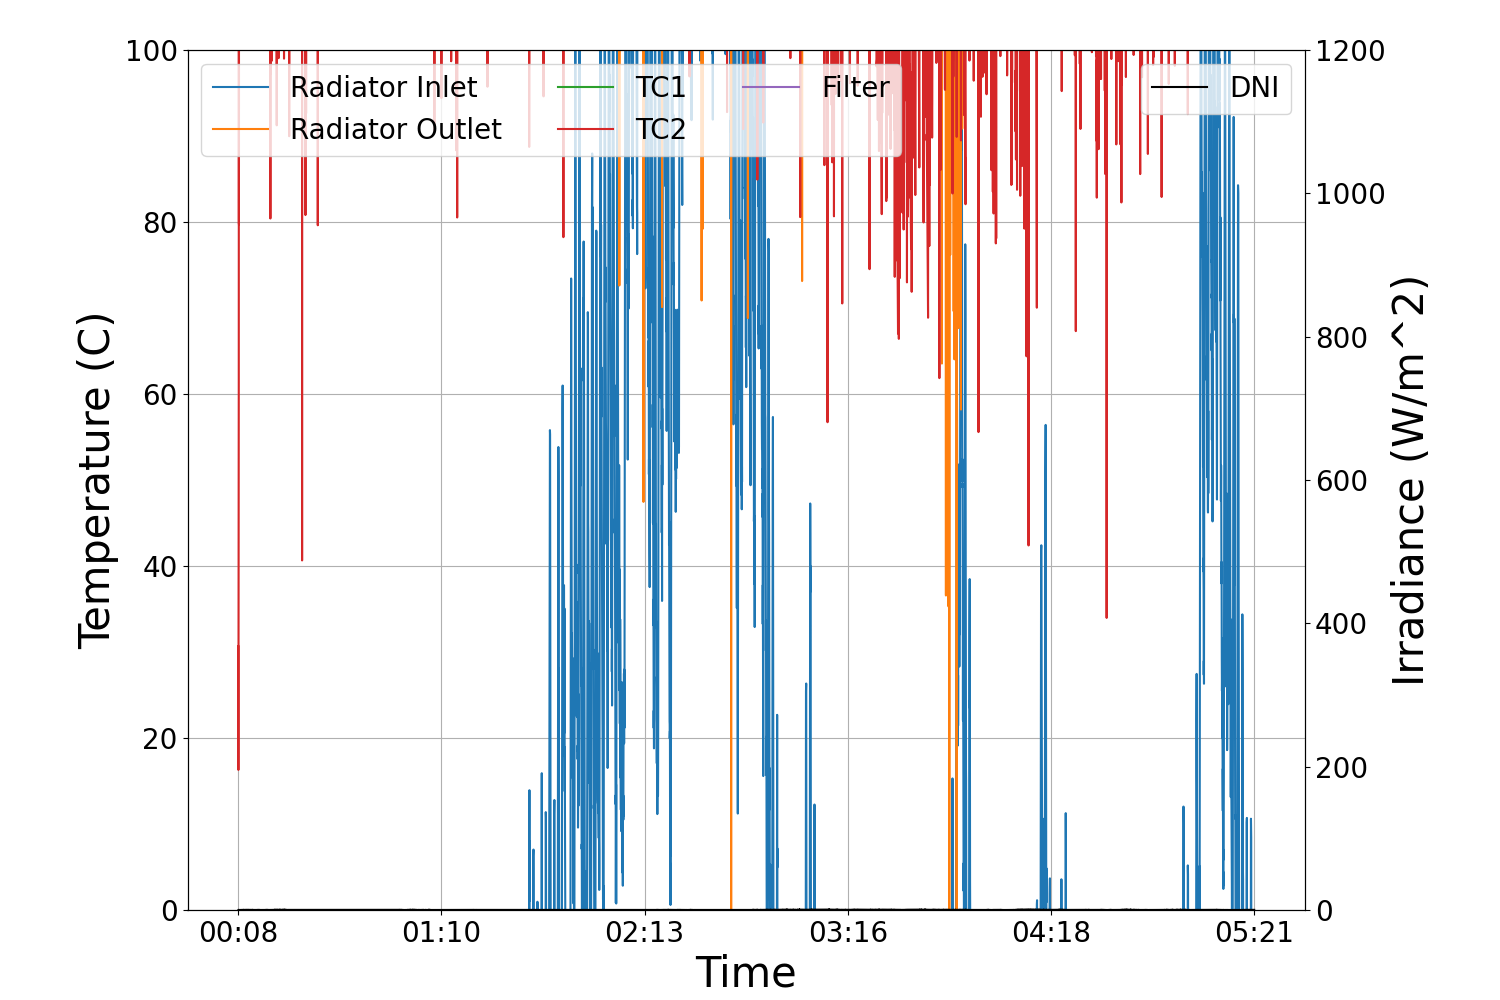 Radiator Inlet
Radiator Outlet
TC1
TC2
Filter
DNI
Temperature (C)
100
80
60
40
20
0
1200
1000
800
600
400
200
0
Irradiance (W/m^2)
00:08 01:10 02:13 03:16 04:18 05:21
Time